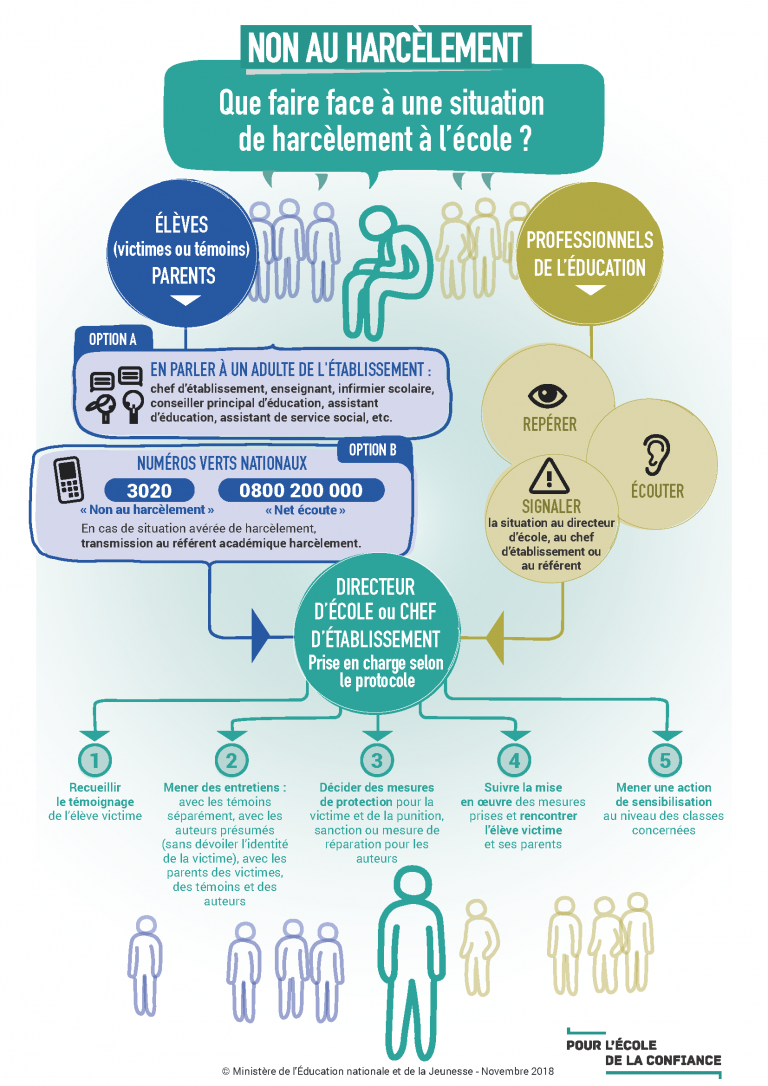 NON AU HARCÈLEMENT
Que faire face à une situation
de harcèlement à l'école ?
ÉLÈVES
(victimes ou témoins)
PARENTS
PROFESSIONNELS
DE L'ÉDUCATION
OPTION A
EN PARLER À UN ADULTE DE L'ÉTABLISSEMENT :
chef d'établissement, enseignant, infirmier scolaire,
conseiller principal d'éducation, assistant
d'éducation, assistant de service social, etc.
OPTION B
NUMÉROS VERTS NATIONAUX
3020
0800 200 000
« Non au harcèlement »
« Net écoute »
En cas de situation avérée de harcèlement,
transmission au référent académique harcèlement.
REPÉRER
ÉCOUTER
SIGNALER
la situation au directeur
d'école, au chef
d'établissement ou
au référent
DIRECTEUR
D'ÉCOLE ou CHEF
D'ÉTABLISSEMENT
Prise en charge selon
le protocole
1
Recueillir
le témoignage
de l'élève victime
2
Mener des entretiens :
avec les témoins
séparément, avec les
auteurs présumés
(sans dévoiler l'identité
de la victime), avec les
parents des victimes,
des témoins et des
auteurs
3
Décider des mesures
de protection pour la
victime et de la punition,
sanction ou mesure de
réparation pour les
auteurs
4
Suivre la mise
en œuvre des mesures
prises et rencontrer
l'élève victime
et ses parents
5
Mener une action
de sensibilisation
au niveau des classes
concernées
POUR L'ÉCOLE
DE LA CONFIANCE
© Ministère de l'Éducation nationale et de la Jeunesse - Novembre 2018